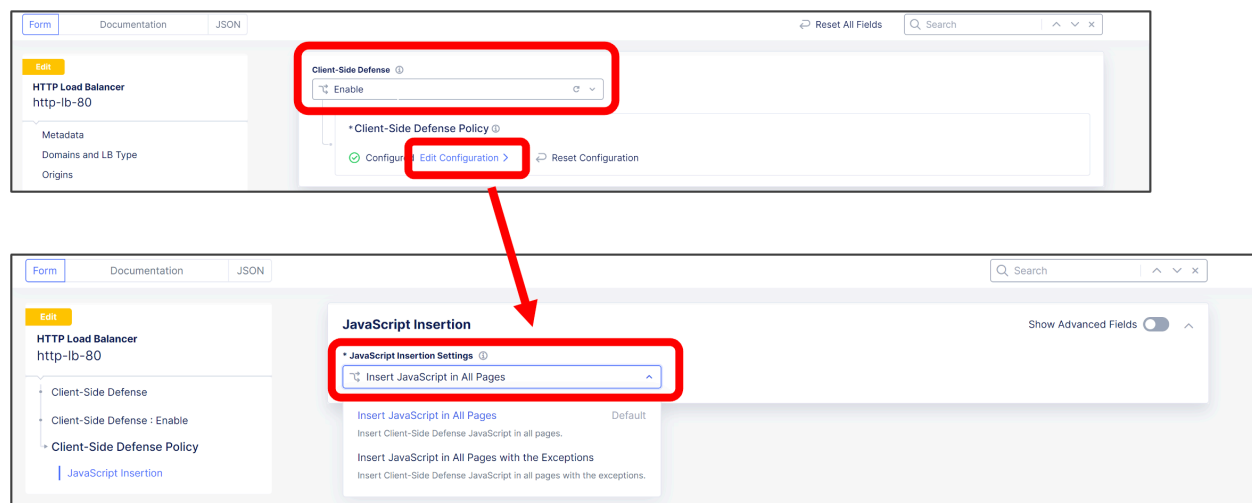 Form Documentation JSON Reset All Fields Search
Edit
HTTP Load Balancer
http-lb-80
Metadata
Domains and LB Type
Origins
Client-Side Defense
Enable
* Client-Side Defense Policy
Configured Edit Configuration > Reset Configuration
Form Documentation JSON Search
Edit
HTTP Load Balancer
http-lb-80
Client-Side Defense
Client-Side Defense : Enable
Client-Side Defense Policy
JavaScript Insertion
JavaScript Insertion Show Advanced Fields
* JavaScript Insertion Settings
Insert JavaScript in All Pages
Insert JavaScript in All Pages Default
Insert Client-Side Defense JavaScript in all pages.
Insert JavaScript in All Pages with the Exceptions
Insert Client-Side Defense JavaScript in all pages with the exceptions.